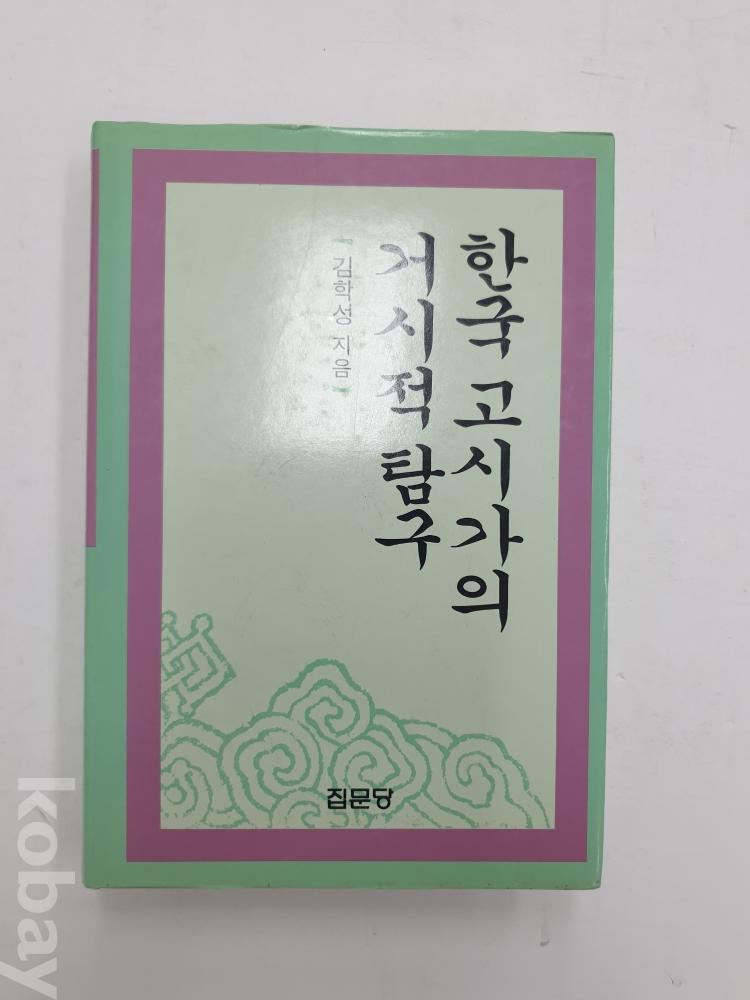 한국 고시가의
거시적 탐구
[김학성 지음]
집문당
kobay